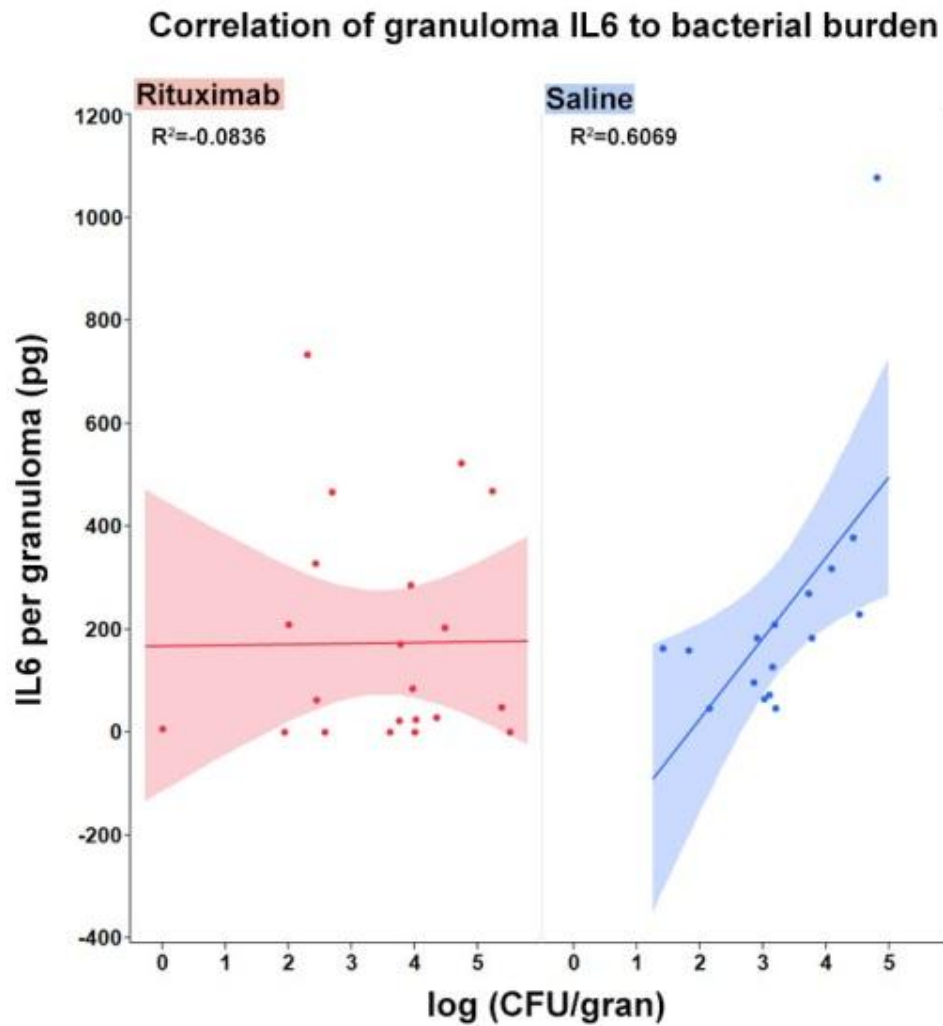 Correlation of granuloma IL6 to bacterial burden
Rituximab
Saline
R²=-0.0836
R²=0.6069
IL6 per granuloma (pg)
1200
1000
800
600
400
200
0
-200
-400
0 1 2 3 4 5
0 1 2 3 4 5
log (CFU/gran)